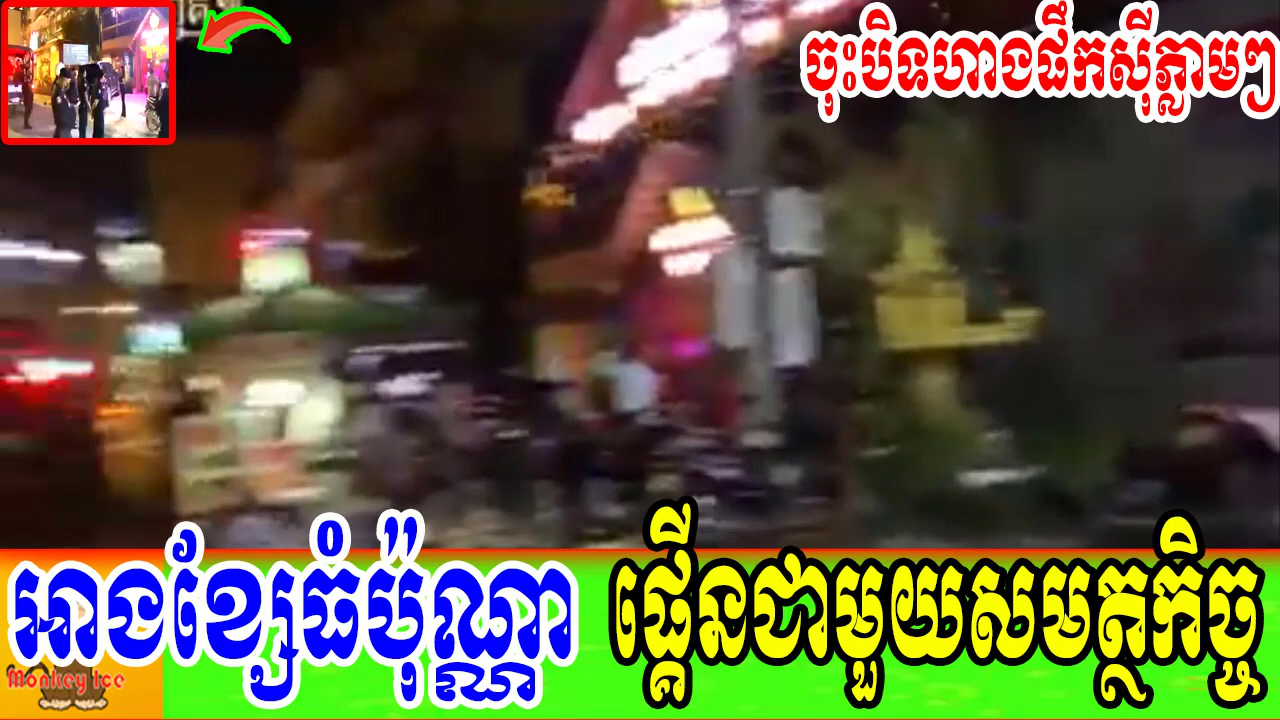 ចុះបិទហាងផឹកស៊ីភ្លាមៗ
អាងខ្សែធំប៉ុណ្ណា ផ្គើនជាមួយសមត្ថកិច្ច
Monkey Ice